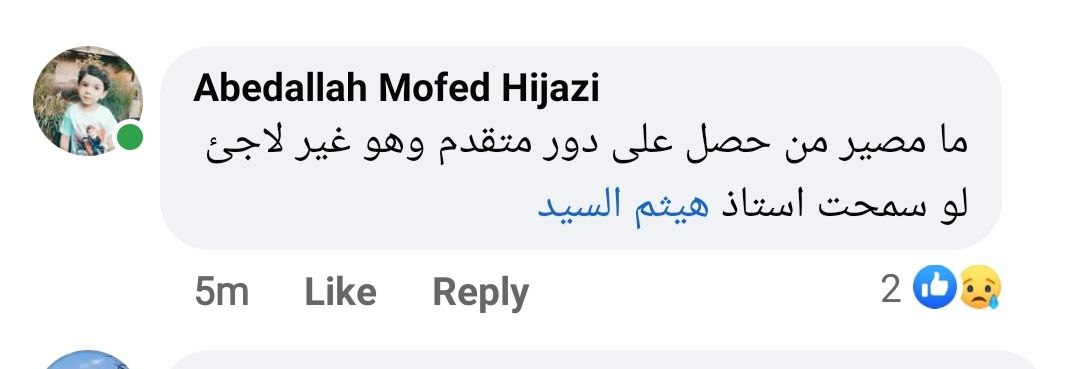 Abedallah Mofed Hijazi
ما مصير من حصل على دور متقدم وهو غير لاجئ
لو سمحت استاذ هيثم السيد
5m Like Reply 2